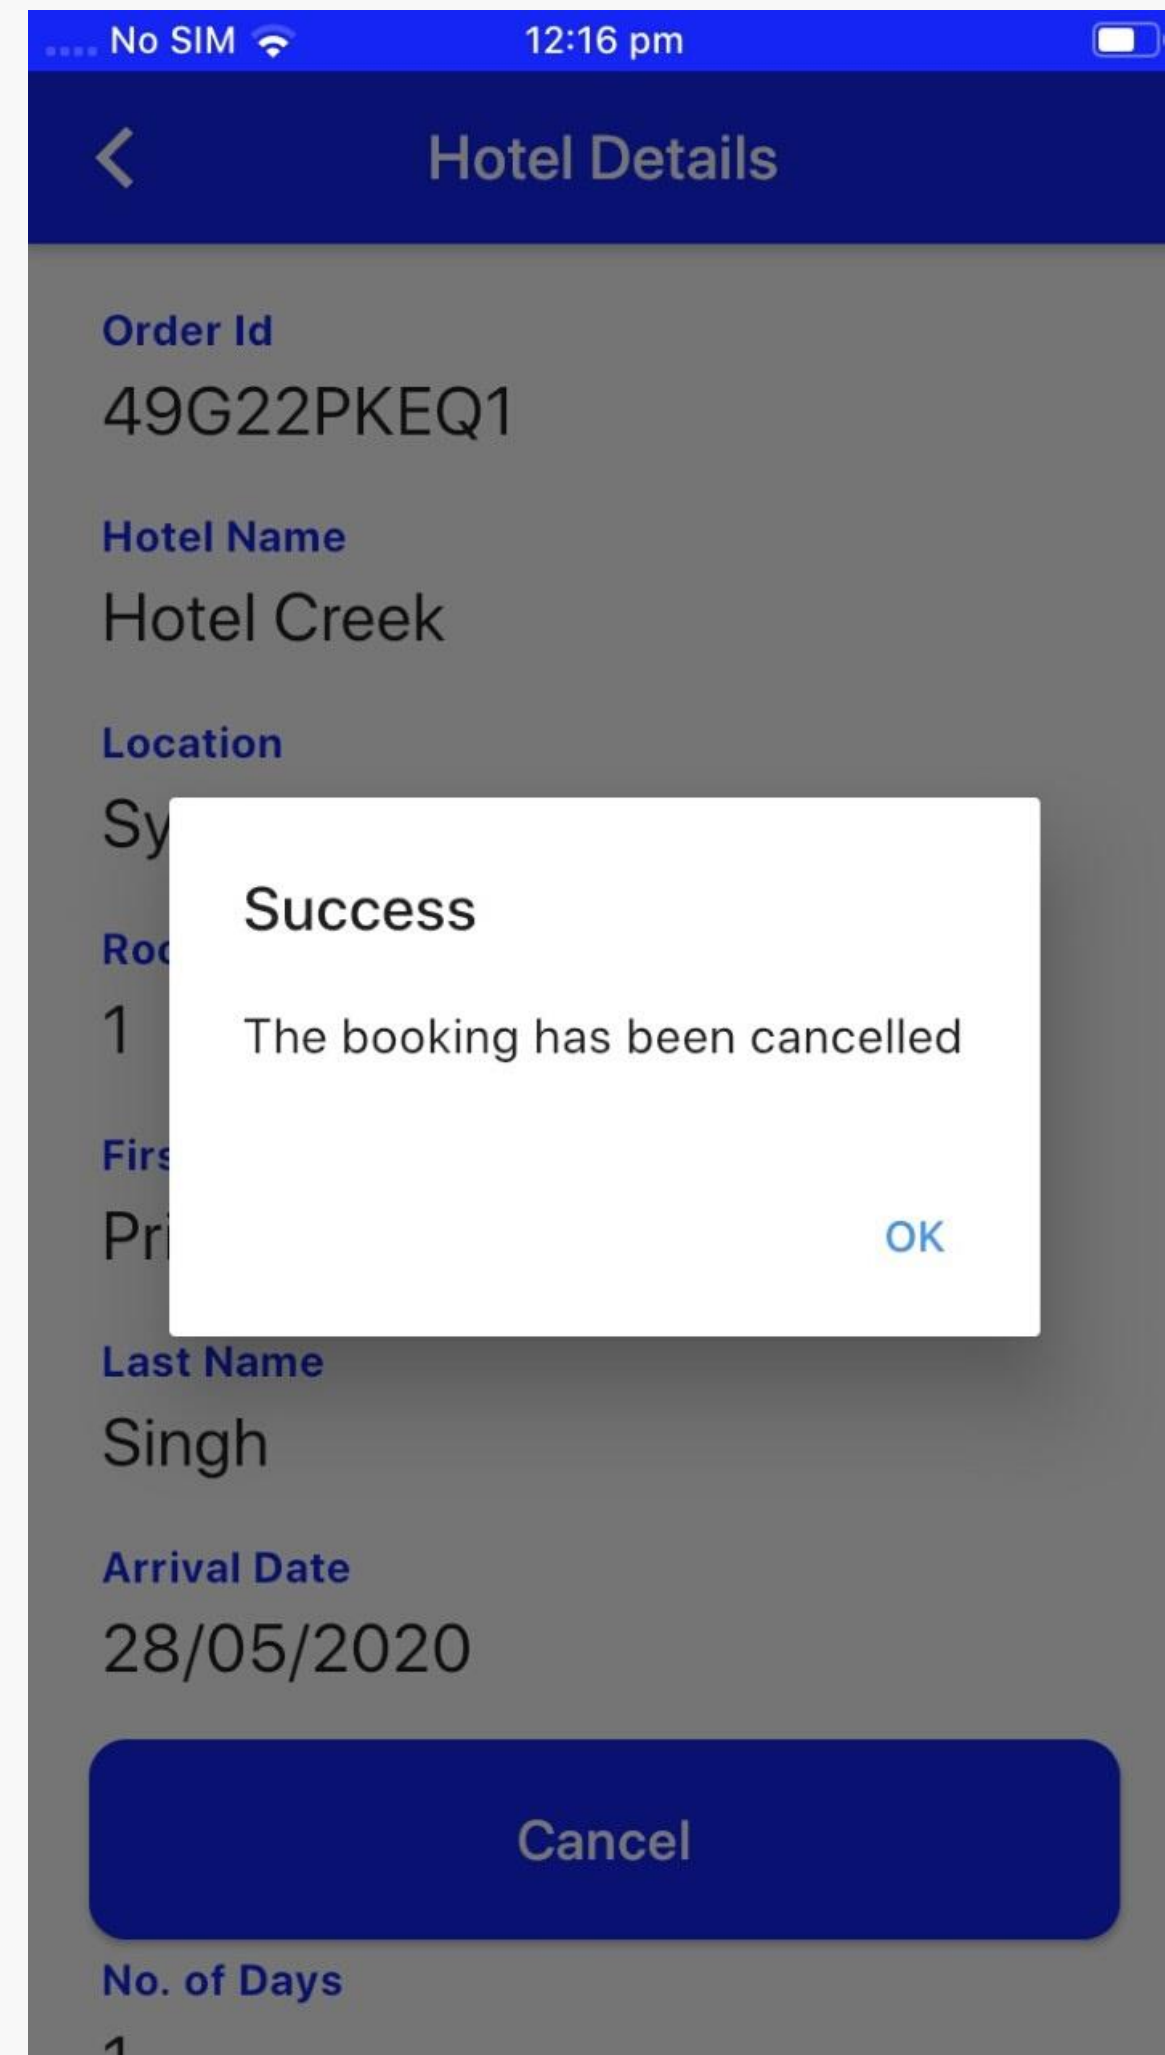 No SIM 12:16 pm
Hotel Details
Order Id
49G22PKEQ1
Hotel Name
Hotel Creek
Location
Success
The booking has been cancelled
1
OK
Last Name
Singh
Arrival Date
28/05/2020
Cancel
No. of Days